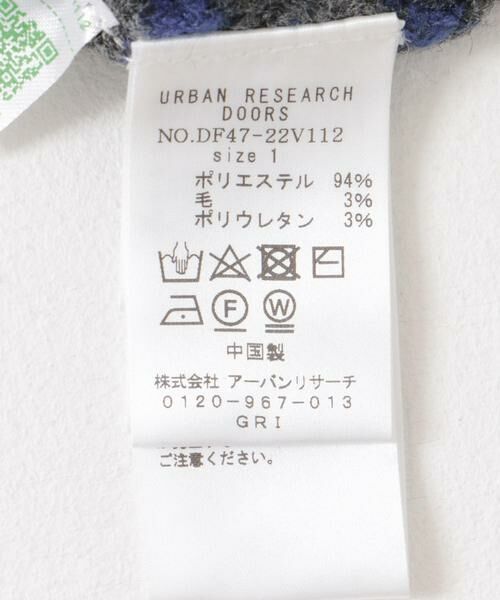 URBAN RESEARCH
DOORS
NO.DF47-22V112
size 1
ポリエステル 94%
毛 3%
ポリウレタン 3%
F W
中国製
株式会社 アーバンリサーチ
0120-967-013
GRI
ご注意ください。